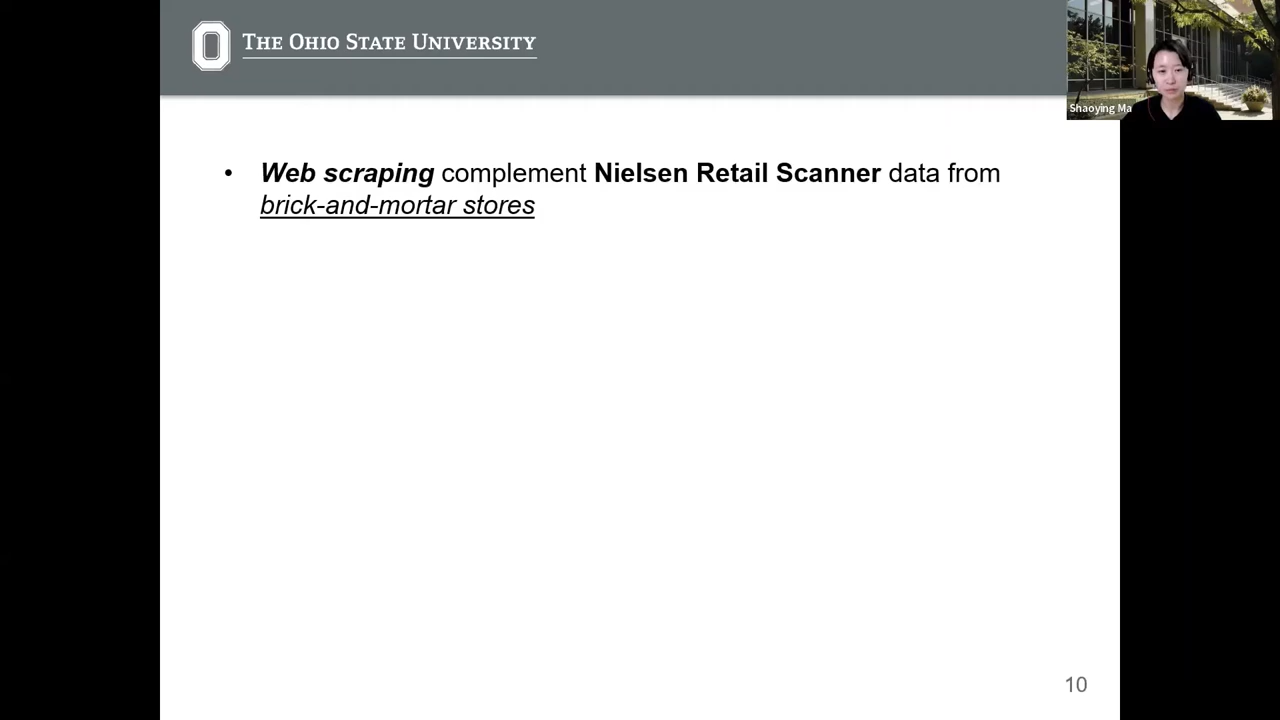 THE OHIO STATE UNIVERSITY
Shaoying Ma
• Web scraping complement Nielsen Retail Scanner data from
brick-and-mortar stores
10